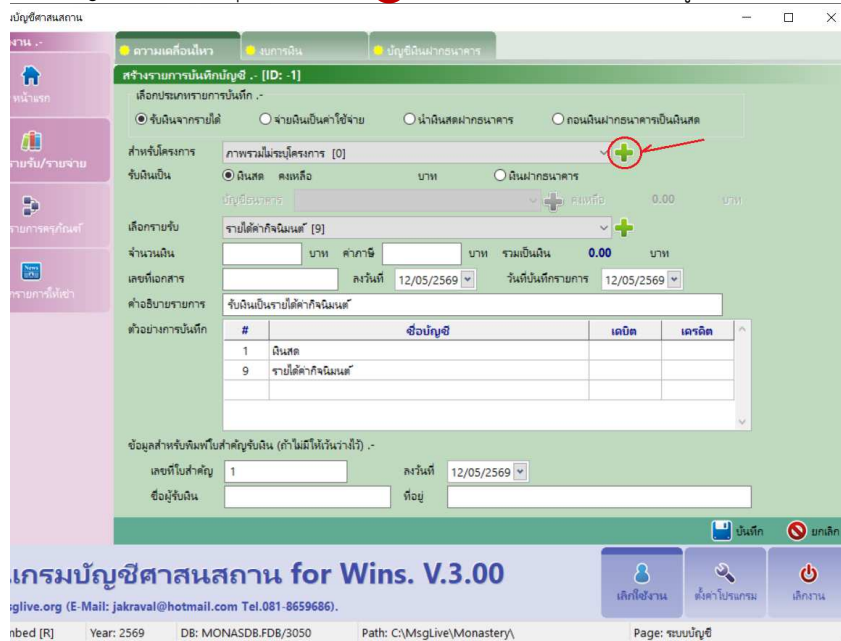 นบัญชีศาสนสถาน
งาน .-
ความเคลื่อนไหว งบการเงิน บัญชีเงินฝากธนาคาร
สร้างรายการบันทึกบัญชี .- [ID: -1]
หน้าแรก
เลือกประเภทรายการบันทึก .-
รับเงินจากรายได้ จ่ายเงินเป็นค่าใช้จ่าย นำเงินสดฝากธนาคาร ถอนเงินฝากธนาคารเป็นเงินสด
รายรับ/รายจ่าย
สำหรับโครงการ ภาพรวมไม่ระบุโครงการ [0]
รับเงินเป็น เงินสด คงเหลือ บาท เงินฝากธนาคาร
บัญชีธนาคาร คงเหลือ 0.00 บาท
รายการครุภัณฑ์
เลือกรายรับ รายได้ค่ากิจนิมนต์ [9]
จำนวนเงิน บาท ค่าภาษี บาท รวมเป็นเงิน 0.00 บาท
เลขที่เอกสาร ลงวันที่ 12/05/2569 วันที่บันทึกรายการ 12/05/2569
รายการให้เช่า
คำอธิบายรายการ รับเงินเป็นรายได้ค่ากิจนิมนต์
ตัวอย่างการบันทึก # ชื่อบัญชี เดบิต เครดิต
1 เงินสด
9 รายได้ค่ากิจนิมนต์
ข้อมูลสำหรับพิมพ์ใบสำคัญรับเงิน (ถ้าไม่มีให้เว้นว่างไว้) .-
เลขที่ใบสำคัญ 1 ลงวันที่ 12/05/2569
ชื่อผู้รับเงิน ที่อยู่
บันทึก ยกเลิก
แกรมบัญชีศาสนสถาน for Wins. V.3.00
sglive.org (E-Mail: jakraval@hotmail.com Tel.081-8659686).
เลิกใช้งาน ตั้งค่าโปรแกรม เลิกงาน
nbed [R] Year: 2569 DB: MONASDB.FDB/3050 Path: C:\MsgLive\Monastery\ Page: ระบบบัญชี